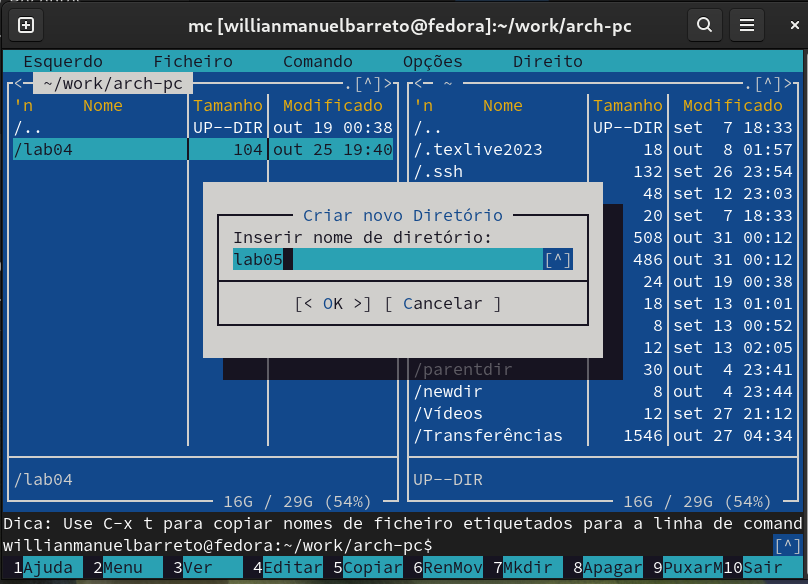 mc [willianmanuelbarreto@fedora]:~/work/arch-pc
Esquerdo Ficheiro Comando Opções Direito
<— ~/work/arch-pc .[^]> <— ~ .[^]>
'n Nome Tamanho Modificado 'n Nome Tamanho Modificado
/.. UP--DIR out 19 00:38 /.. UP--DIR set 7 18:33
/lab04 104 out 25 19:40 /.texlive2023 18 out 8 01:57
/.ssh 132 set 26 23:54
48 set 12 23:03
Criar novo Diretório 20 set 7 18:33
Inserir nome de diretório: 508 out 31 00:12
lab05 [^] 486 out 31 00:12
24 out 19 00:38
[< OK >] [ Cancelar ] 18 set 13 01:01
8 set 13 00:52
12 set 13 02:05
/parentdir 30 out 4 23:41
/newdir 8 out 4 23:44
/Vídeos 12 set 27 21:12
/Transferências 1546 out 27 04:34
/lab04 UP--DIR
16G / 29G (54%) 16G / 29G (54%)
Dica: Use C-x t para copiar nomes de ficheiro etiquetados para a linha de comand
willianmanuelbarreto@fedora:~/work/arch-pc$ [^]
1Ajuda 2Menu 3Ver 4Editar 5Copiar 6RenMov 7Mkdir 8Apagar 9PuxarM 10Sair